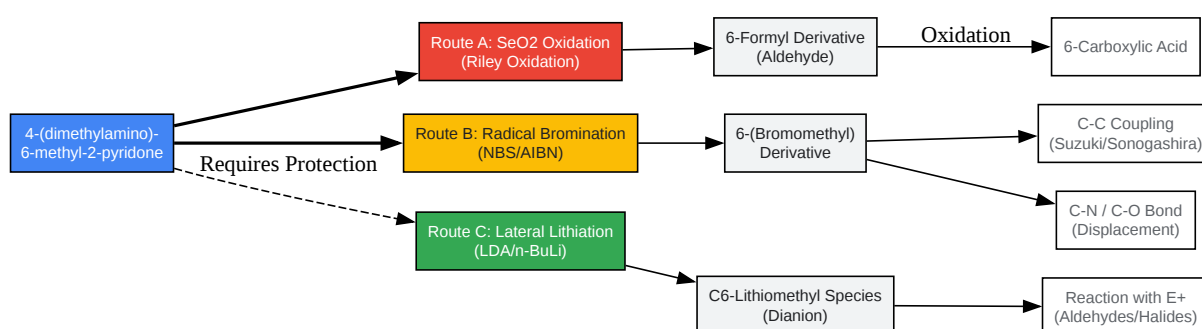 Route A: SeO2 Oxidation
(Riley Oxidation)
6-Formyl Derivative
(Aldehyde)
Oxidation
6-Carboxylic Acid
4-(dimethylamino)-
6-methyl-2-pyridone
Requires Protection
Route B: Radical Bromination
(NBS/AIBN)
6-(Bromomethyl)
Derivative
C-C Coupling
(Suzuki/Sonogashira)
C-N / C-O Bond
(Displacement)
Route C: Lateral Lithiation
(LDA/n-BuLi)
C6-Lithiomethyl Species
(Dianion)
Reaction with E+
(Aldehydes/Halides)